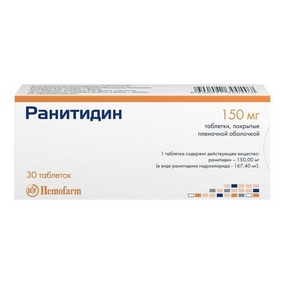 Ранитидин
150 мг
таблетки, покрытые
пленочной оболочкой
1 таблетка содержит действующее вещество:
ранитидин – 150,00 мг
(в виде ранитидина гидрохлорида - 167,40 мг).
30 таблеток
HF Hemofarm